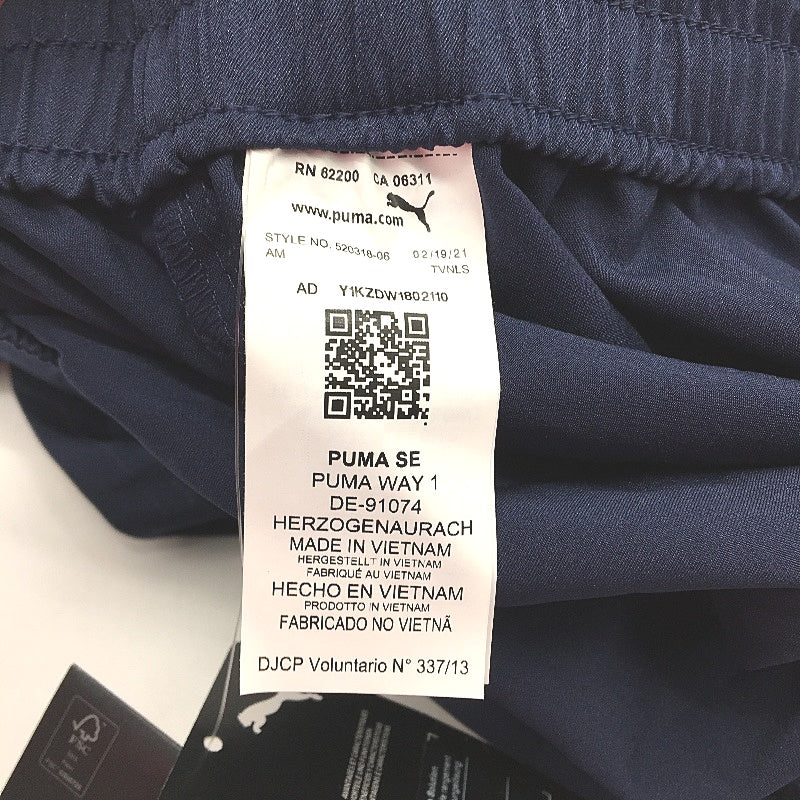 RN 62200 CA 06311
www.puma.com
STYLE NO. 520318-06 02/19/21
AM TVNLS
AD Y1KZDW1802110
PUMA SE
PUMA WAY 1
DE-91074
HERZOGENAURACH
MADE IN VIETNAM
HERGESTELLT IN VIETNAM
FABRIQUÉ AU VIETNAM
HECHO EN VIETNAM
PRODOTTO IN VIETNAM
FABRICADO NO VIETNÃ
DJCP Voluntario N° 337/13
FSC